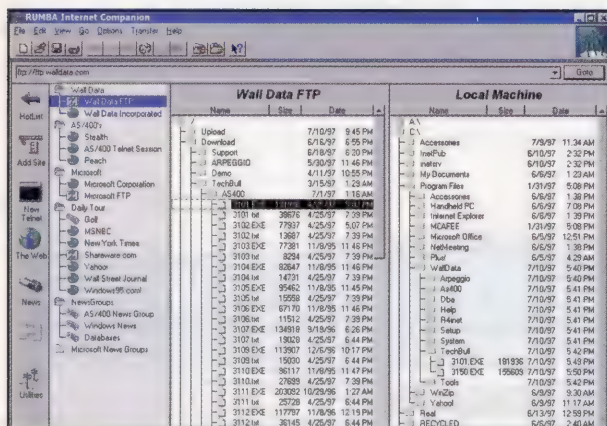 RUMBA Internet Companion
File Edit View Go Options Transfer Help
ftp://ftp.walldata.com
Goto
HotList
Add Site
New Telnet
The Web
News
Utilities
Wall Data
Wall Data FTP
Wall Data Incorporated
AS/400's
Stealth
AS/400 Telnet Session
Peach
Microsoft
Microsoft Corporation
Microsoft FTP
Daily Tour
Golf
MSNBC
New York Times
Shareware.com
Yahoo
Wall Street Journal
Windows95.com!
NewsGroups
AS/400 News Group
Windows News
Databases
Microsoft News Groups
Wall Data FTP
Name Size Date
/
Upload 7/10/97 9:45 PM
Download 6/16/97 6:55 PM
Support 6/18/97 6:20 PM
ARPEGGIO 5/30/97 11:46 PM
Demo 4/11/97 10:55 PM
TechBull 3/15/97 1:29 AM
AS400 7/1/97 1:16 AM
3101.EXE
3101.txt 39676 4/25/97 7:39 PM
3102.EXE 77937 4/25/97 5:07 PM
3102.txt 13687 4/25/97 7:39 PM
3103.EXE 77381 11/8/95 11:46 PM
3103.txt 8294 4/25/97 7:39 PM
3104.EXE 82647 11/8/95 11:46 PM
3104.txt 14731 4/25/97 7:39 PM
3105.EXE 95462 11/8/95 11:45 PM
3105.txt 15558 4/25/97 7:39 PM
3106.EXE 67170 11/8/95 11:46 PM
3106.txt 11512 4/25/97 7:39 PM
3107.EXE 134918 9/19/96 6:26 PM
3107.txt 19028 4/25/97 6:44 PM
3109.EXE 113907 12/6/96 10:17 PM
3109.txt 15030 4/25/97 6:44 PM
3110.EXE 96117 11/8/95 11:47 PM
3110.txt 27699 4/25/97 7:39 PM
3111.EXE 203092 10/29/96 1:27 AM
3111.txt 25728 4/25/97 6:44 PM
3112.EXE 117797 11/8/96 12:19 PM
3112.txt 36145 4/25/97 6:44 PM
Local Machine
Name Size Date
A:\
C:\
Accessories 7/9/97 11:34 AM
InetPub 6/10/97 2:32 PM
inetsrv 6/10/97 2:32 PM
My Documents 6/6/97 1:23 AM
Program Files 1/31/97 5:08 PM
Accessories 6/6/97 1:38 PM
Handheld PC 6/6/97 7:08 PM
Internet Explorer 6/6/97 1:39 PM
MCAFEE 1/31/97 5:08 PM
Microsoft Office 6/5/97 12:51 PM
NetMeeting 6/6/97 1:38 PM
Plus! 6/5/97 4:29 AM
WallData 7/10/97 5:40 PM
Arpeggio 7/10/97 5:40 PM
As400 7/10/97 5:41 PM
Dba 7/10/97 5:41 PM
Help 7/10/97 5:41 PM
R4inet 7/10/97 5:41 PM
Setup 7/10/97 5:41 PM
System 7/10/97 5:41 PM
TechBull 7/10/97 5:42 PM
3101.EXE 181936 7/10/97 5:49 PM
3150.EXE 155609 7/10/97 5:50 PM
Tools 7/10/97 5:42 PM
WinZip 6/9/97 9:30 AM
Yahoo! 6/9/97 11:17 AM
Real 6/13/97 12:59 PM
RECYCLED 6/6/97 2:40 AM